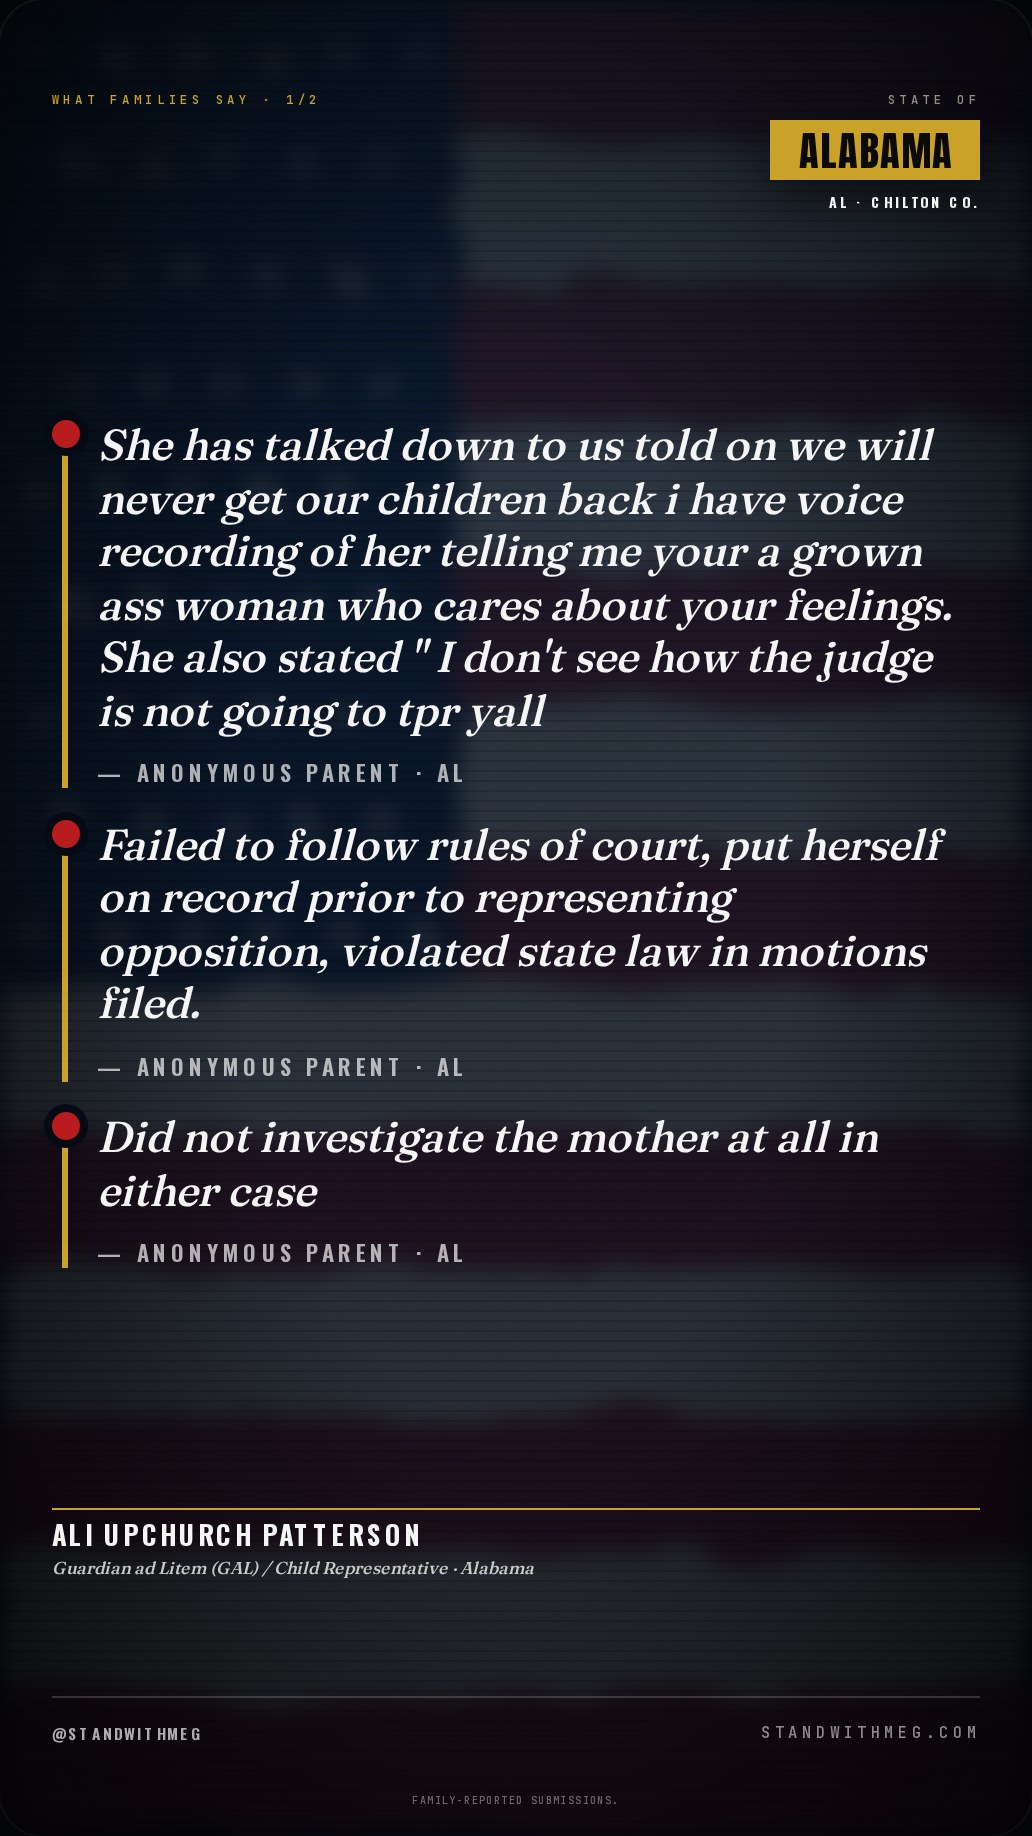 WHAT FAMILIES SAY · 1/2
STATE OF
ALABAMA
AL · CHILTON CO.
She has talked down to us told on we will
never get our children back i have voice
recording of her telling me your a grown
ass woman who cares about your feelings.
She also stated " I don't see how the judge
is not going to tpr yall
— ANONYMOUS PARENT · AL
Failed to follow rules of court, put herself
on record prior to representing
opposition, violated state law in motions
filed.
— ANONYMOUS PARENT · AL
Did not investigate the mother at all in
either case
— ANONYMOUS PARENT · AL
ALI UPCHURCH PATTERSON
Guardian ad Litem (GAL) / Child Representative · Alabama
@STANDWITHMEG
STANDWITHMEG.COM
FAMILY-REPORTED SUBMISSIONS.